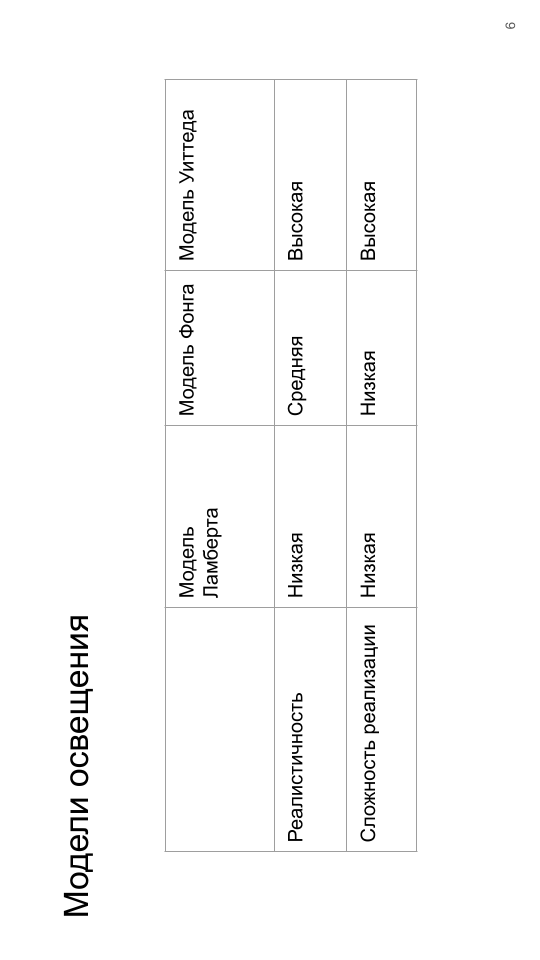 Модели освещения
Модель
Ламберта
Модель Фонга
Модель Уиттеда
Реалистичность
Низкая
Средняя
Высокая
Сложность реализации
Низкая
Низкая
Высокая
6